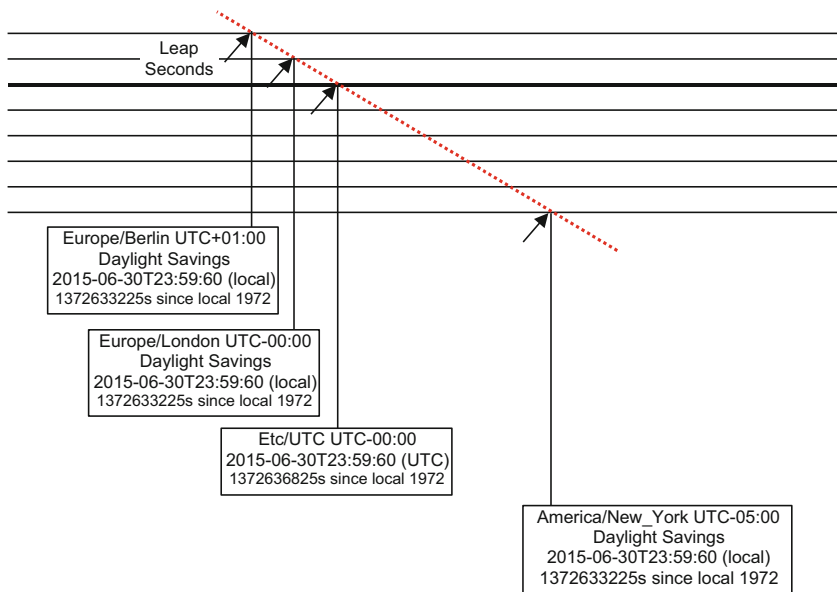 Leap
Seconds
Europe/Berlin UTC+01:00
Daylight Savings
2015-06-30T23:59:60 (local)
1372633225s since local 1972
Europe/London UTC-00:00
Daylight Savings
2015-06-30T23:59:60 (local)
1372633225s since local 1972
Etc/UTC UTC-00:00
2015-06-30T23:59:60 (UTC)
1372636825s since local 1972
America/New_York UTC-05:00
Daylight Savings
2015-06-30T23:59:60 (local)
1372633225s since local 1972